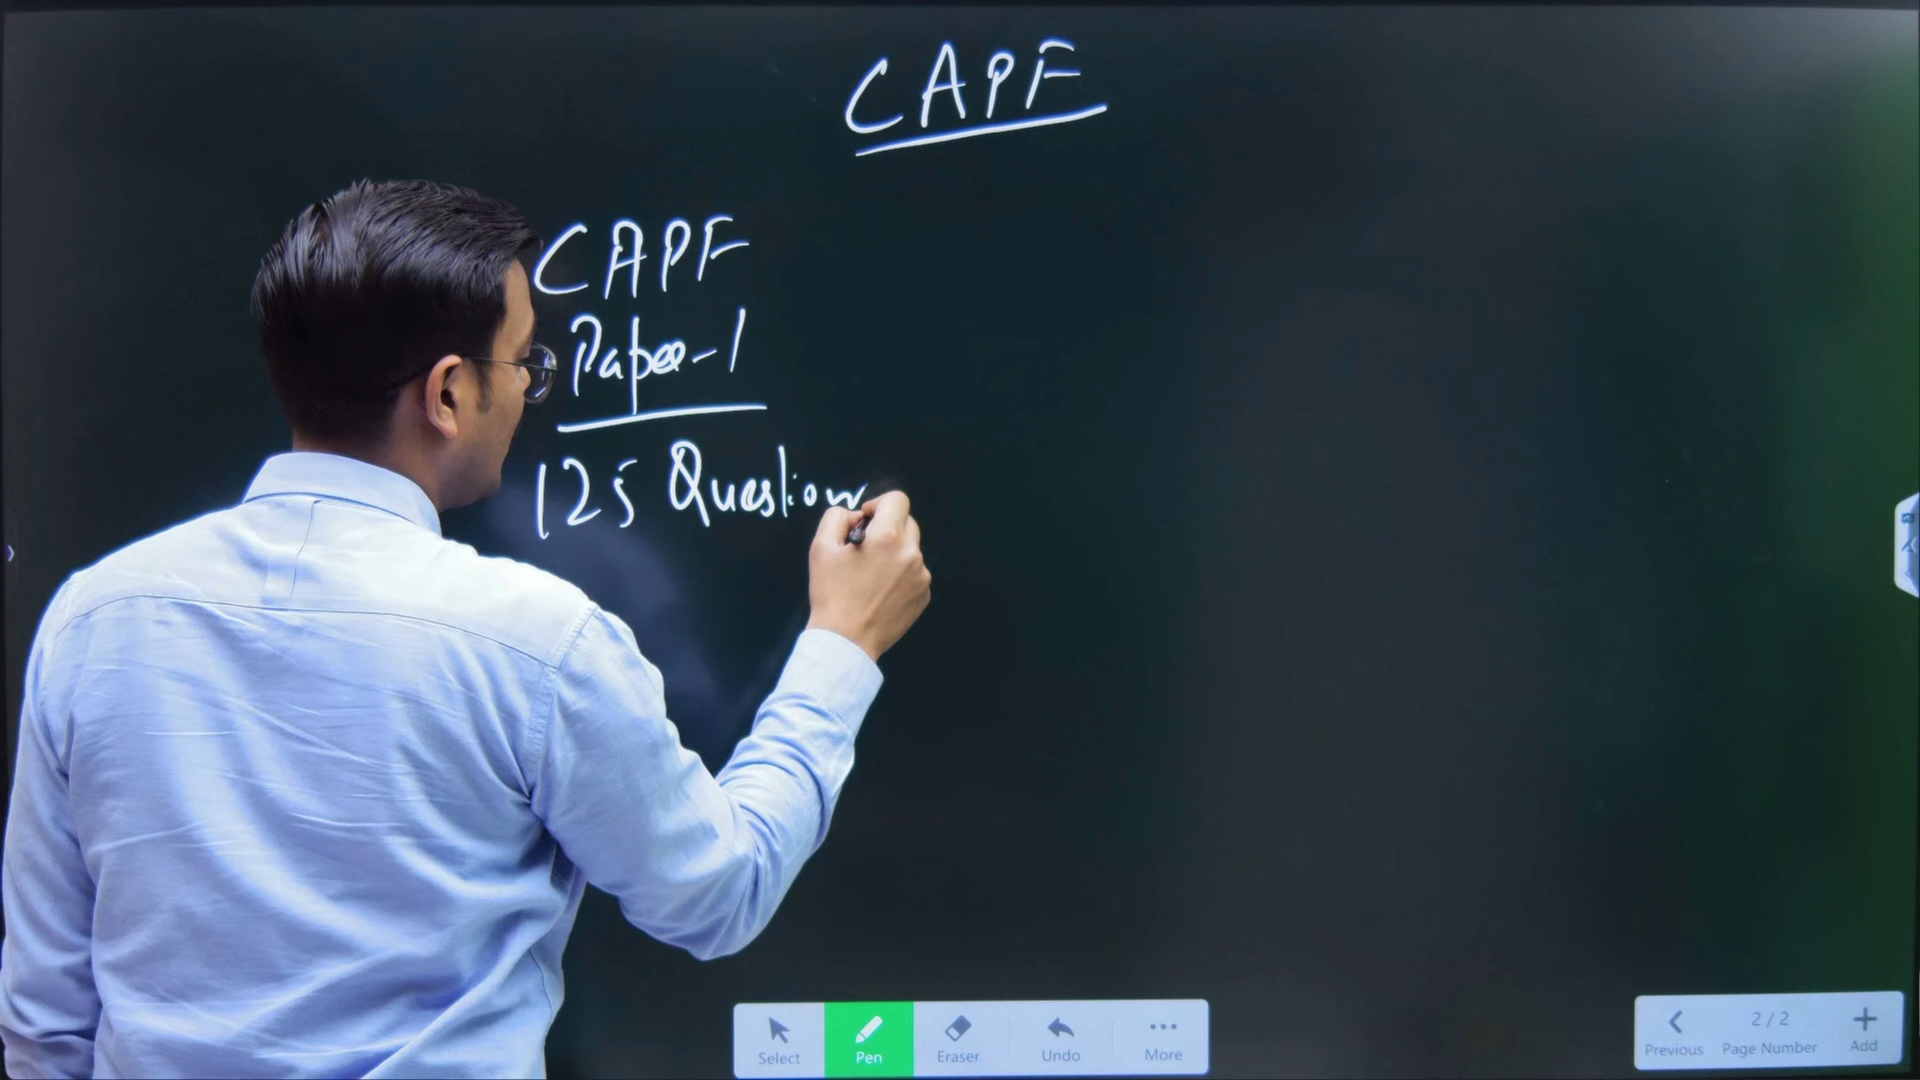 CAPF
CAPF
Paper-1
125 Question
Select
Pen
Eraser
Undo
More
Previous
2 / 2
Page Number
Add